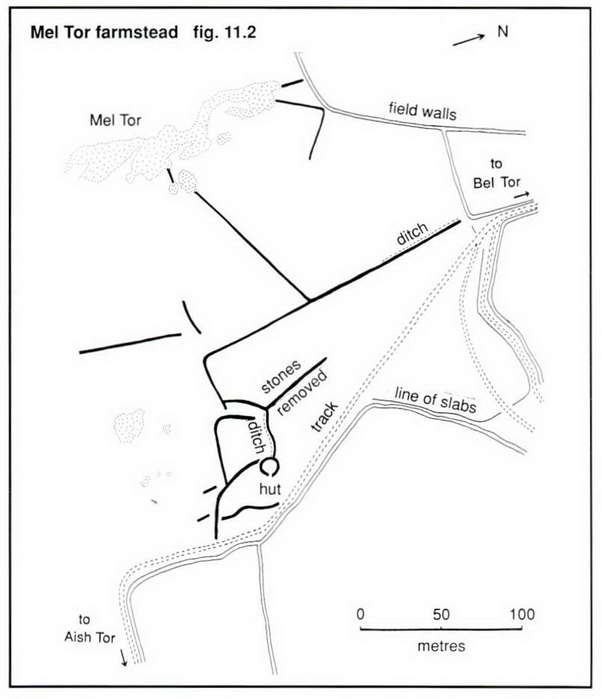 Mel Tor farmstead fig. 11.2
N
Mel Tor
field walls
to
Bel Tor
ditch
stones
removed
track
line of slabs
ditch
hut
0 50 100
metres
to
Aish Tor